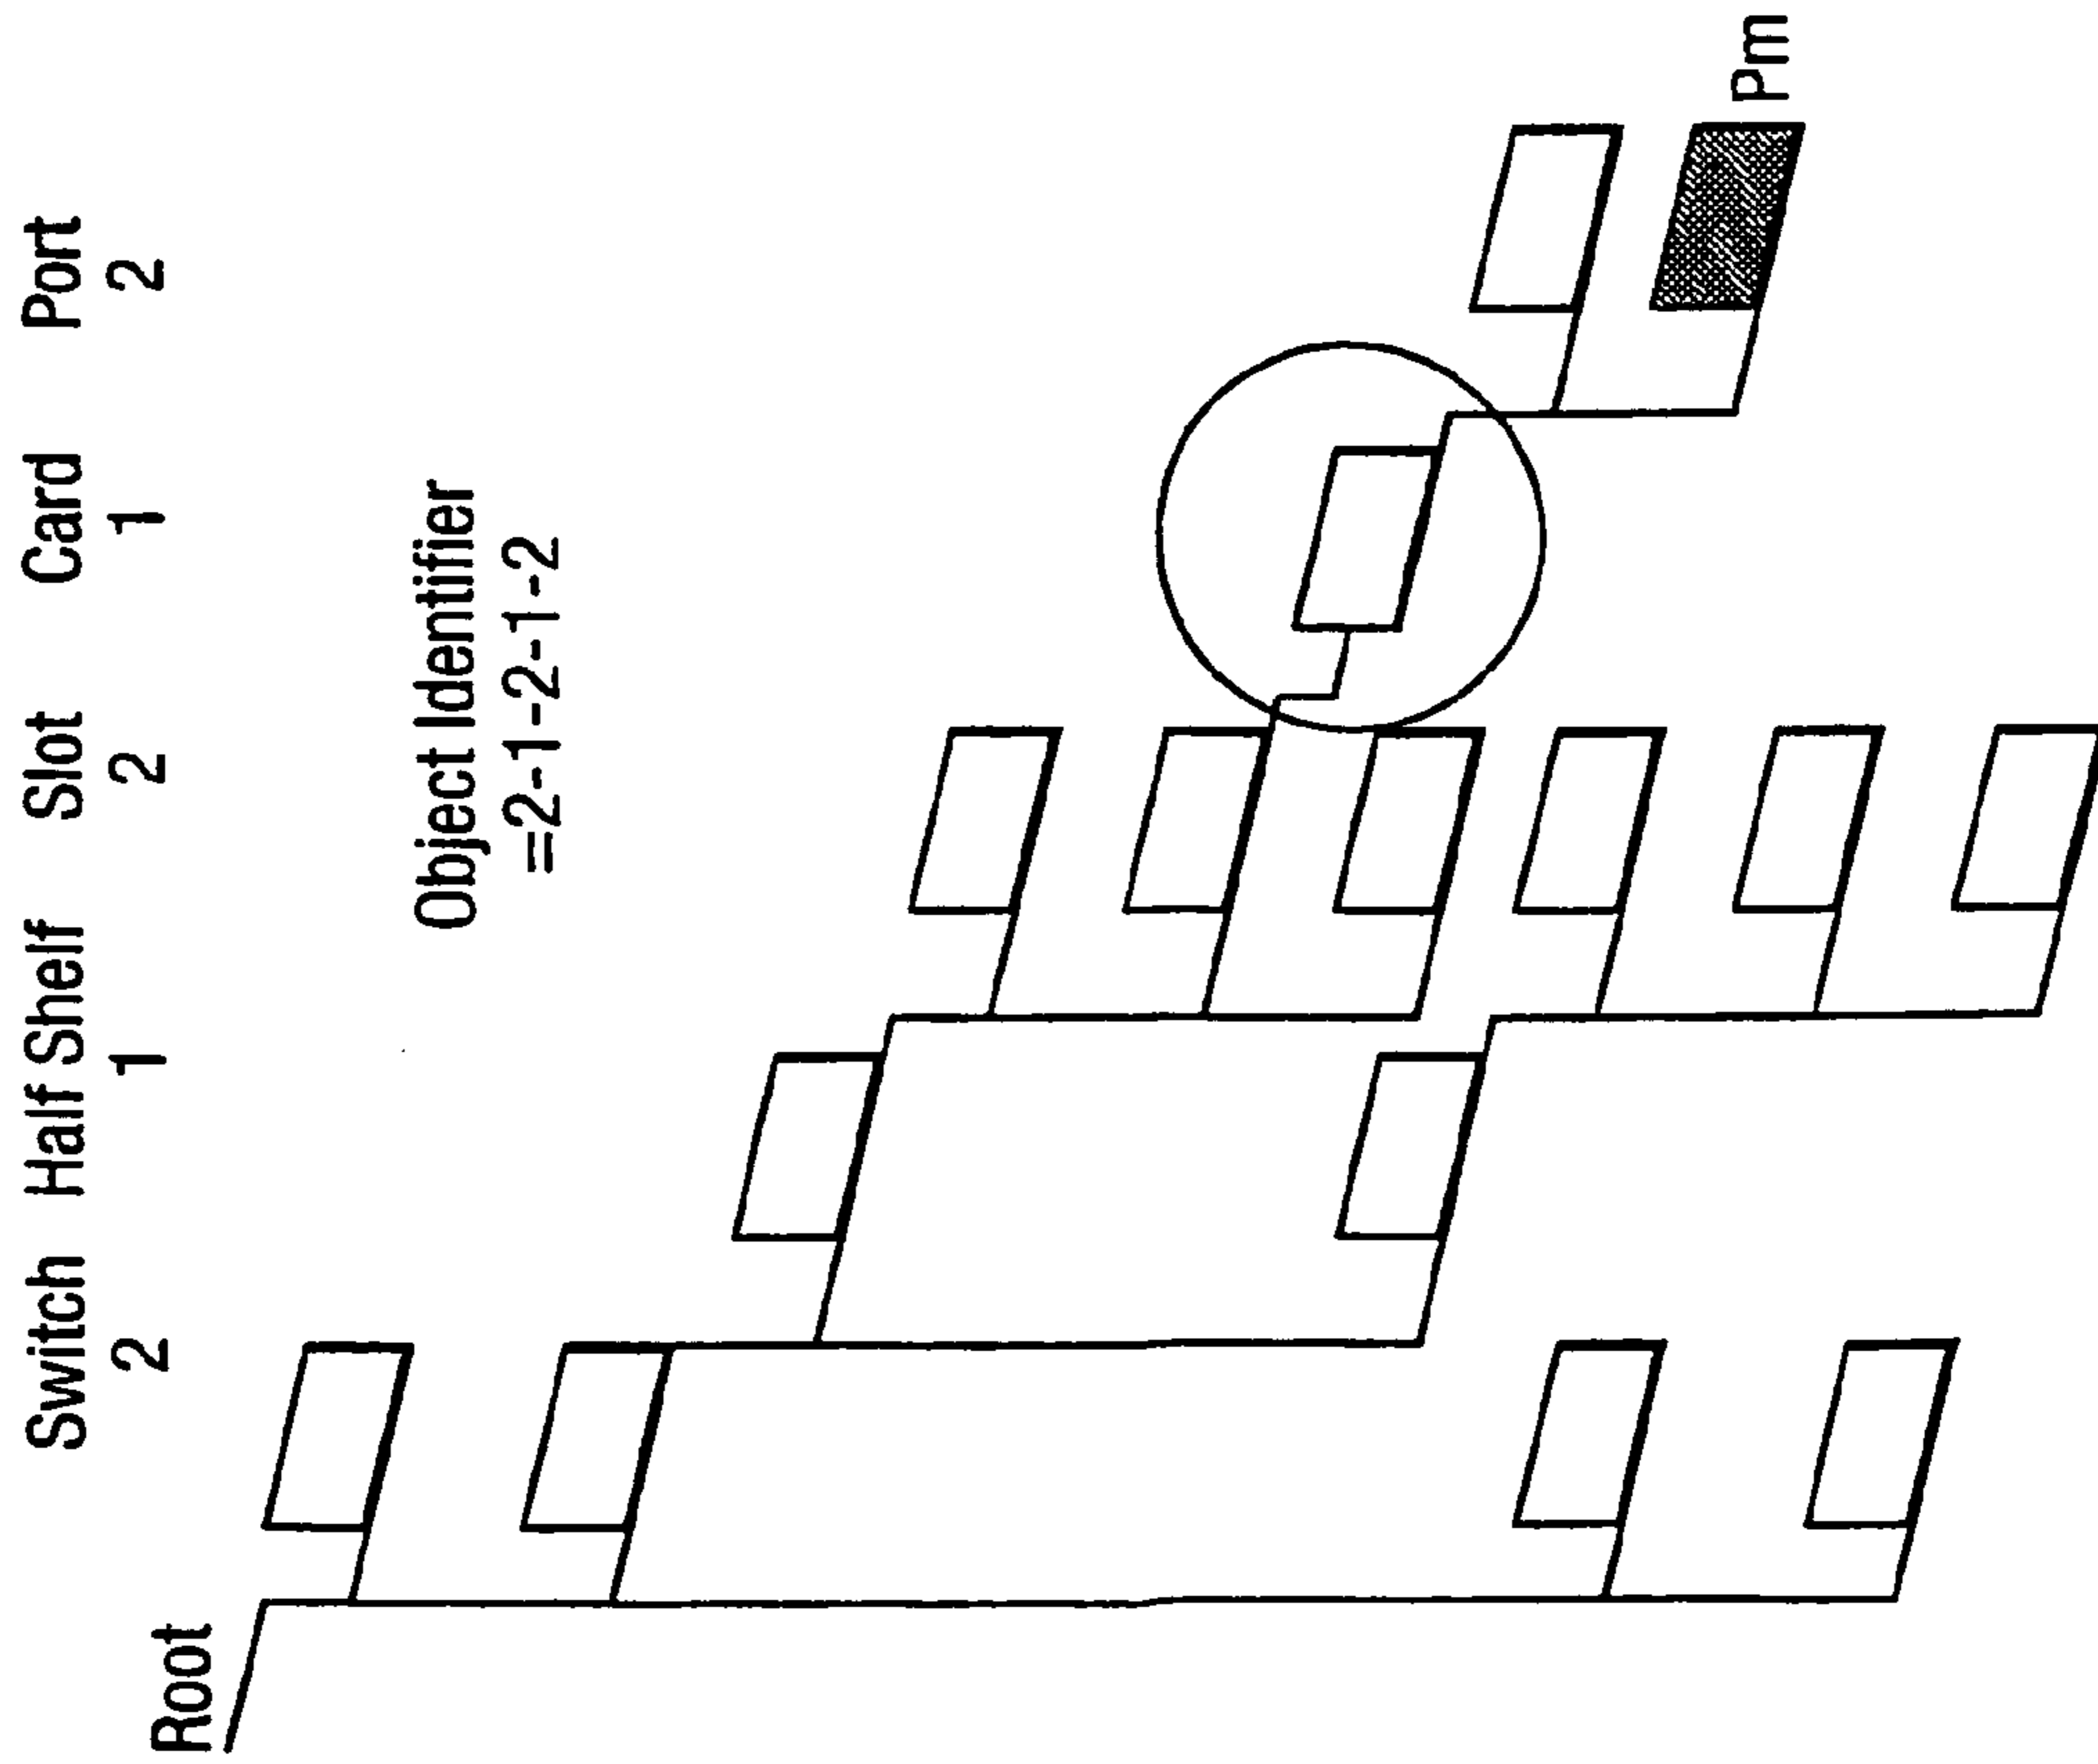 Switch Half Shelf Slot Card Port
2 1 2 1 2
Root
Object Identifier
=2-1-2-1-2
Pm